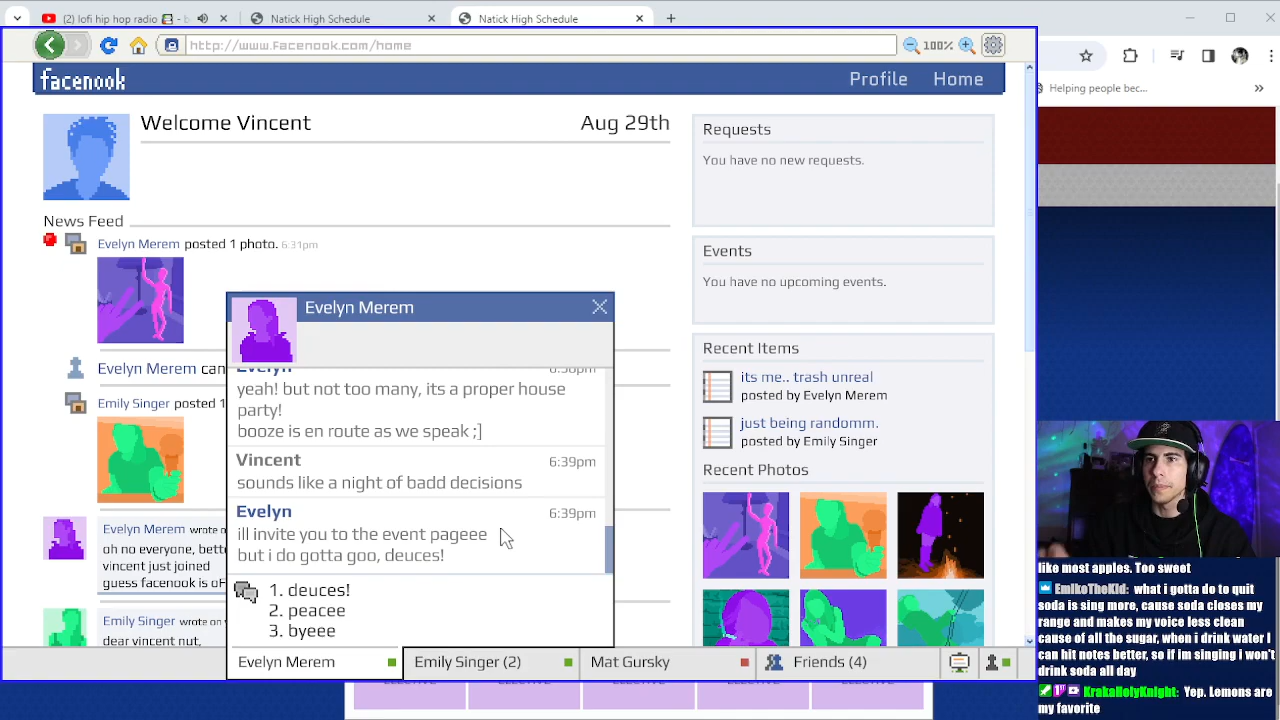 (2) lofi hip hop radio
Natick High Schedule
Natick High Schedule
http://www.facenook.com/home
100%
Helping people bec...
facenook
Profile
Home
Welcome Vincent
Aug 29th
News Feed
Evelyn Merem posted 1 photo. 6:31pm
Evelyn Merem can
Emily Singer posted 1
Evelyn Merem wrote o
oh no everyone, bett
vincent just joined
guess facenook is oF
Emily Singer wrote on
dear vincent nut,
Requests
You have no new requests.
Events
You have no upcoming events.
Recent Items
its me.. trash unreal
posted by Evelyn Merem
just being randomm.
posted by Emily Singer
Recent Photos
Evelyn Merem
Evelyn
yeah! but not too many, its a proper house
party!
booze is en route as we speak ;]
Vincent 6:39pm
sounds like a night of badd decisions
Evelyn 6:39pm
ill invite you to the event pageee
but i do gotta goo, deuces!
1. deuces!
2. peacee
3. byeee
Evelyn Merem
Emily Singer (2)
Mat Gursky
Friends (4)
like most apples. Too sweet
EmikoTheKid: what i gotta do to quit
soda is sing more, cause soda closes my
range and makes my voice less clean
cause of all the sugar, when i drink water I
can hit notes better, so if im singing i won't
drink soda all day
KrakaHolyKnight: Yep. Lemons are
my favorite